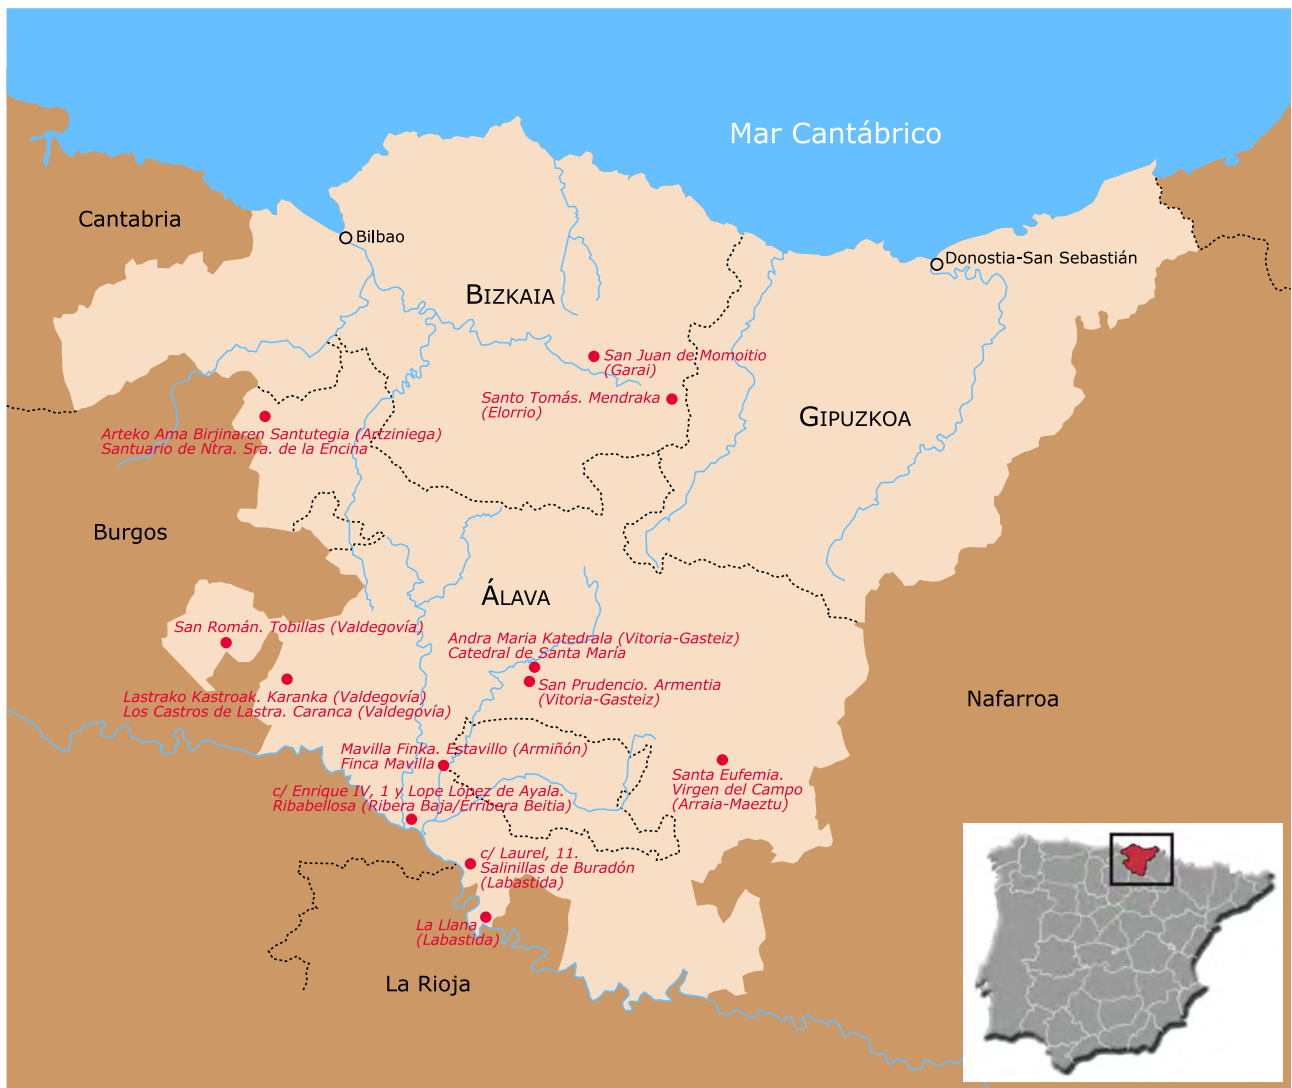 Mar Cantábrico
Cantabria
Bilbao
Donostia-San Sebastián
BIZKAIA
San Juan de Momoitio
(Garai)
Santo Tomás. Mendraka
(Elorrio)
GIPUZKOA
Arteko Ama Birjinaren Santutegia (Artziniega)
Santuario de Ntra. Sra. de la Encina
Burgos
ÁLAVA
San Román. Tobillas (Valdegovía)
Andra Maria Katedrala (Vitoria-Gasteiz)
Catedral de Santa María
San Prudencio. Armentia
(Vitoria-Gasteiz)
Lastrako Kastroak. Karanka (Valdegovía)
Los Castros de Lastra. Caranca (Valdegovía)
Nafarroa
Mavilla Finka. Estavillo (Armiñón)
Finca Mavilla
Santa Eufemia.
Virgen del Campo
(Arraia-Maeztu)
c/ Enrique IV, 1 y Lope López de Ayala.
Ribabellosa (Ribera Baja/Erribera Beitia)
c/ Laurel, 11.
Salinillas de Buradón
(Labastida)
La Llana
(Labastida)
La Rioja